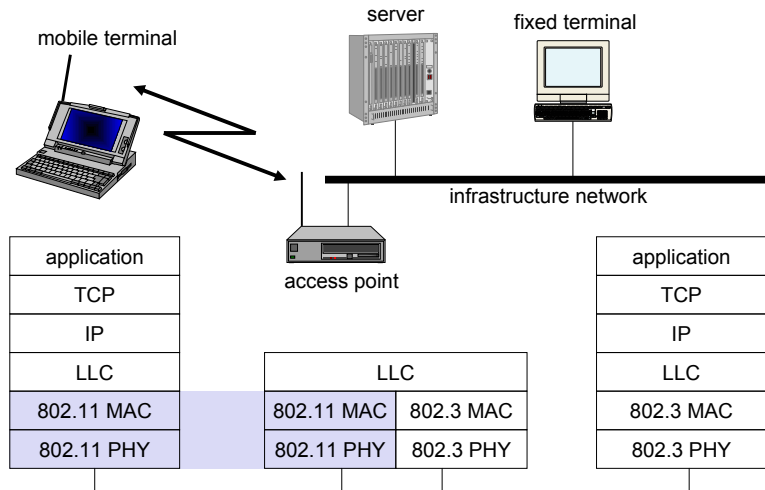 server
fixed terminal
mobile terminal
infrastructure network
access point
application
TCP
IP
LLC
802.11 MAC
802.11 PHY
LLC
802.11 MAC 802.3 MAC
802.11 PHY 802.3 PHY
application
TCP
IP
LLC
802.3 MAC
802.3 PHY